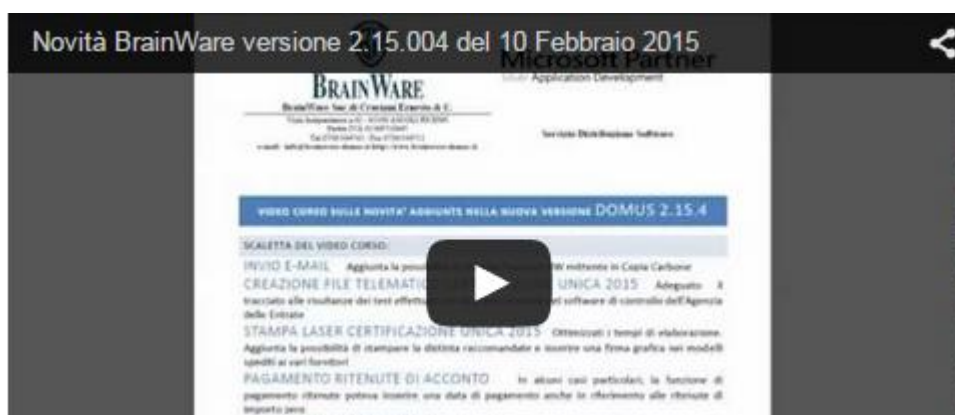 Novità BrainWare versione 2.15.004 del 10 Febbraio 2015
Microsoft Partner
Application Development
BRAINWARE
BrainWare Snc di Ernesto & C.
Servizio Distribuzione Software
VIDEO CORSO SULLE NOVITA' AGGIUNTE NELLA NUOVA VERSIONE DOMUS 2.15.4
SCALETTA DEL VIDEO CORSO:
INVIO E-MAIL Aggiunta la mittente in Copia Carbone
CREAZIONE FILE TELEMATICO UNICA 2015 Adeguato il
tracciato alle risultanze dei test software di controllo dell'Agenzia
delle Entrate
STAMPA LASER CERTIFICAZIONE UNICA 2015 Ottimizzati i tempi di elaborazione.
Aggiunta la possibilità di stampare la distinta raccomandate e inserire una firma grafica nei modelli
spediti ai vari fornitori
PAGAMENTO RITENUTE DI ACCONTO In alcuni casi particolari, la funzione di
pagamento ritenute poteva inserire una data di pagamento anche in riferimento alle ritenute di
importo zero